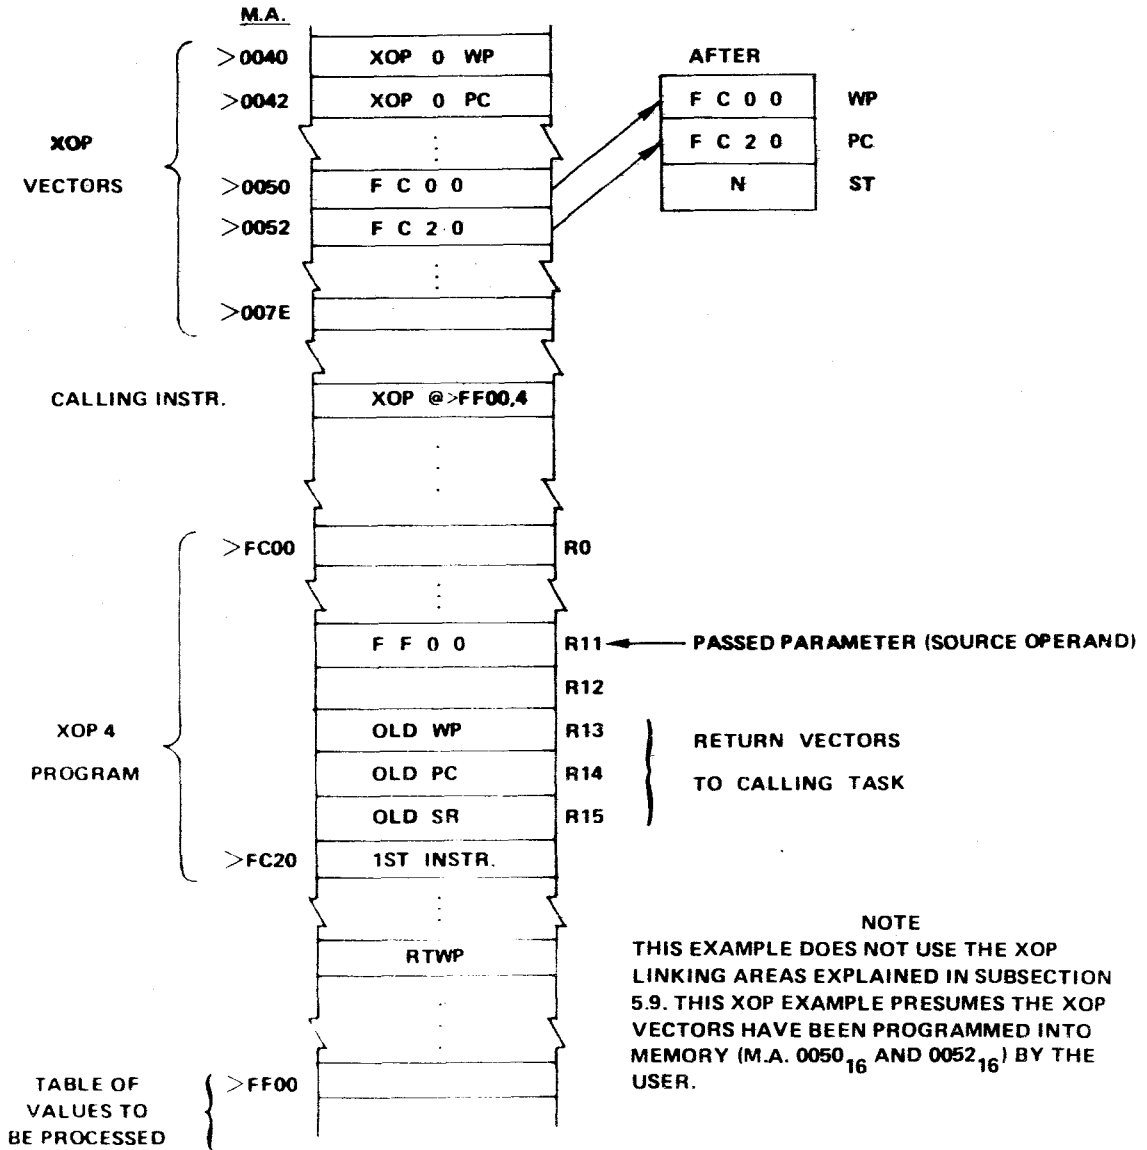 M.A.
>0040 XOP 0 WP
>0042 XOP 0 PC
XOP
VECTORS
>0050 F C 0 0
>0052 F C 2 0
>007E
AFTER
F C 0 0 WP
F C 2 0 PC
N ST
CALLING INSTR. XOP @>FF00,4
>FC00 R0
F F 0 0 R11 PASSED PARAMETER (SOURCE OPERAND)
R12
XOP 4
PROGRAM
OLD WP R13
OLD PC R14
OLD SR R15
RETURN VECTORS
TO CALLING TASK
>FC20 1ST INSTR.
RTWP
NOTE
THIS EXAMPLE DOES NOT USE THE XOP
LINKING AREAS EXPLAINED IN SUBSECTION
5.9. THIS XOP EXAMPLE PRESUMES THE XOP
VECTORS HAVE BEEN PROGRAMMED INTO
MEMORY (M.A. 0050₁₆ AND 0052₁₆) BY THE
USER.
>FF00
TABLE OF
VALUES TO
BE PROCESSED